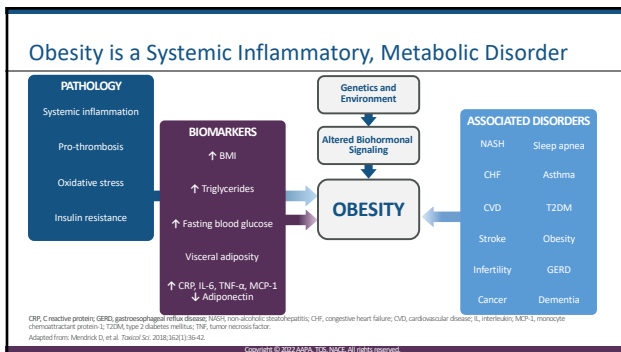 Obesity is a Systemic Inflammatory, Metabolic Disorder
PATHOLOGY
Systemic inflammation
Pro-thrombosis
Oxidative stress
Insulin resistance
BIOMARKERS
↑ BMI
↑ Triglycerides
↑ Fasting blood glucose
Visceral adiposity
↑ CRP, IL-6, TNF-α, MCP-1
↓ Adiponectin
Genetics and
Environment
Altered Biohormonal
Signaling
OBESITY
ASSOCIATED DISORDERS
NASH
Sleep apnea
CHF
Asthma
CVD
T2DM
Stroke
Obesity
Infertility
GERD
Cancer
Dementia
CRP, C reactive protein; GERD, gastroesophageal reflux disease; NASH, non-alcoholic steatohepatitis; CHF, congestive heart failure; CVD, cardiovascular disease; IL, interleukin; MCP-1, monocyte
chemoattractant protein-1; T2DM, type 2 diabetes mellitus; TNF, tumor necrosis factor.
Adapted from: Mendrick D, et al. Toxicol Sci. 2018;162(1):36-42.
Copyright © 2022 AAPA, TOS, NACE. All rights reserved.